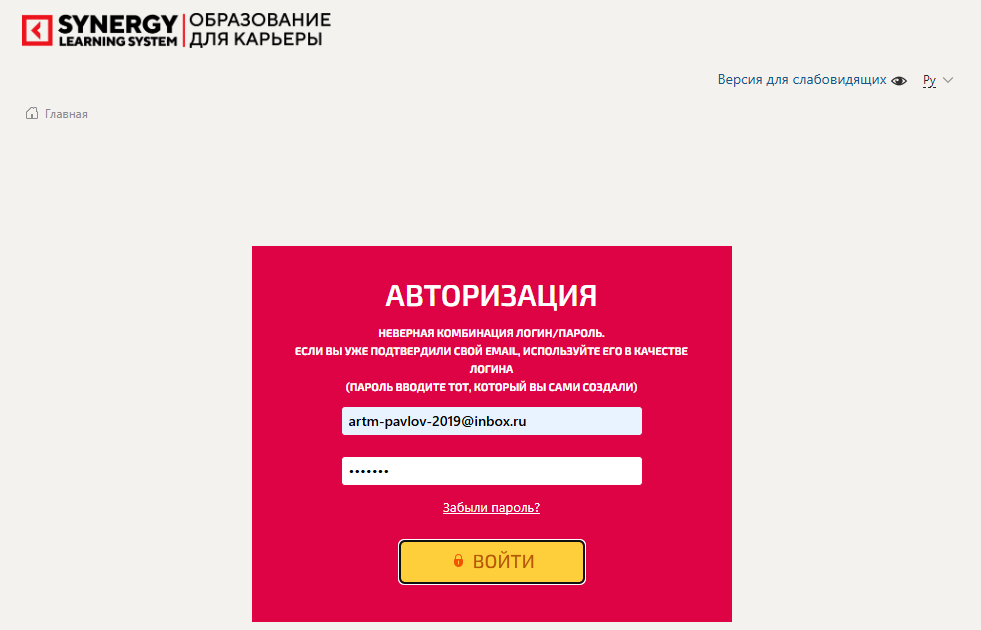 SYNERGY
LEARNING SYSTEM
ОБРАЗОВАНИЕ
ДЛЯ КАРЬЕРЫ
Версия для слабовидящих
Ру
Главная
АВТОРИЗАЦИЯ
НЕВЕРНАЯ КОМБИНАЦИЯ ЛОГИН/ПАРОЛЬ.
ЕСЛИ ВЫ УЖЕ ПОДТВЕРДИЛИ СВОЙ EMAIL, ИСПОЛЬЗУЙТЕ ЕГО В КАЧЕСТВЕ
ЛОГИНА
(ПАРОЛЬ ВВОДИТЕ ТОТ, КОТОРЫЙ ВЫ САМИ СОЗДАЛИ)
artm-pavlov-2019@inbox.ru
•••••••
Забыли пароль?
ВОЙТИ